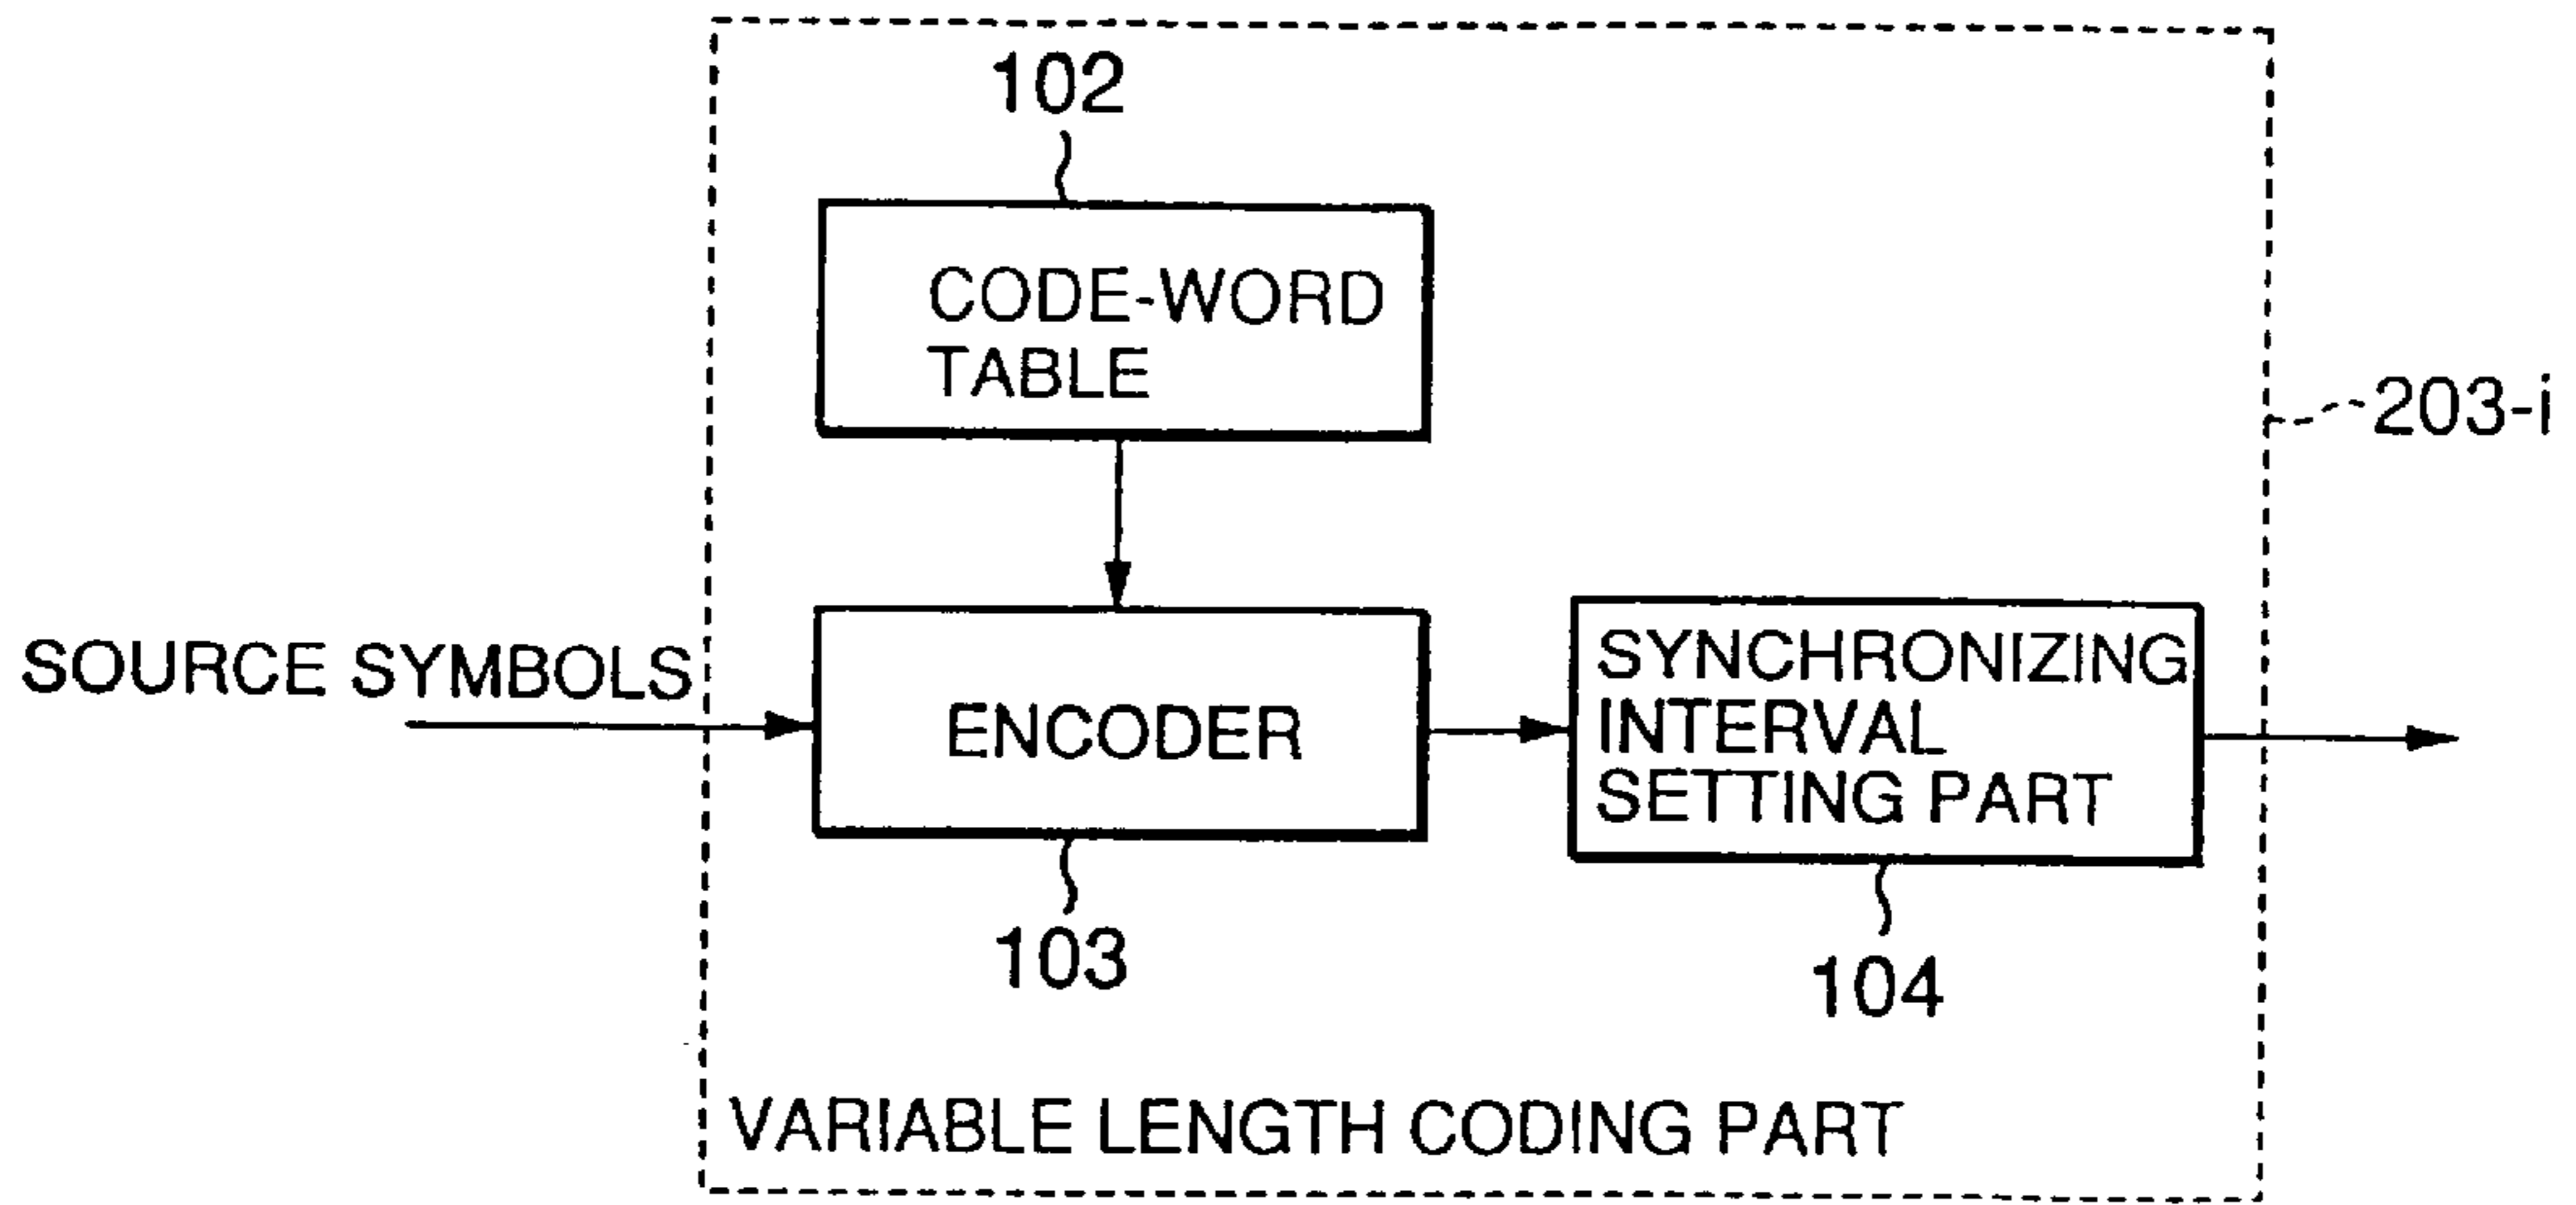 102
CODE-WORD
TABLE
203-i
SOURCE SYMBOLS
ENCODER
SYNCHRONIZING
INTERVAL
SETTING PART
103
104
VARIABLE LENGTH CODING PART